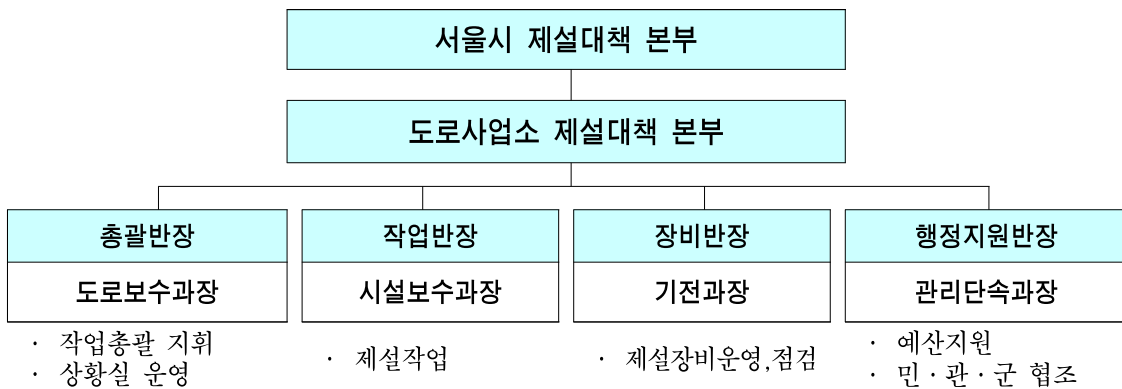 서울시 제설대책 본부
도로사업소 제설대책 본부
총괄반장
도로보수과장
· 작업총괄 지휘
· 상황실 운영
작업반장
시설보수과장
· 제설작업
장비반장
기전과장
· 제설장비운영,점검
행정지원반장
관리단속과장
· 예산지원
· 민·관·군 협조